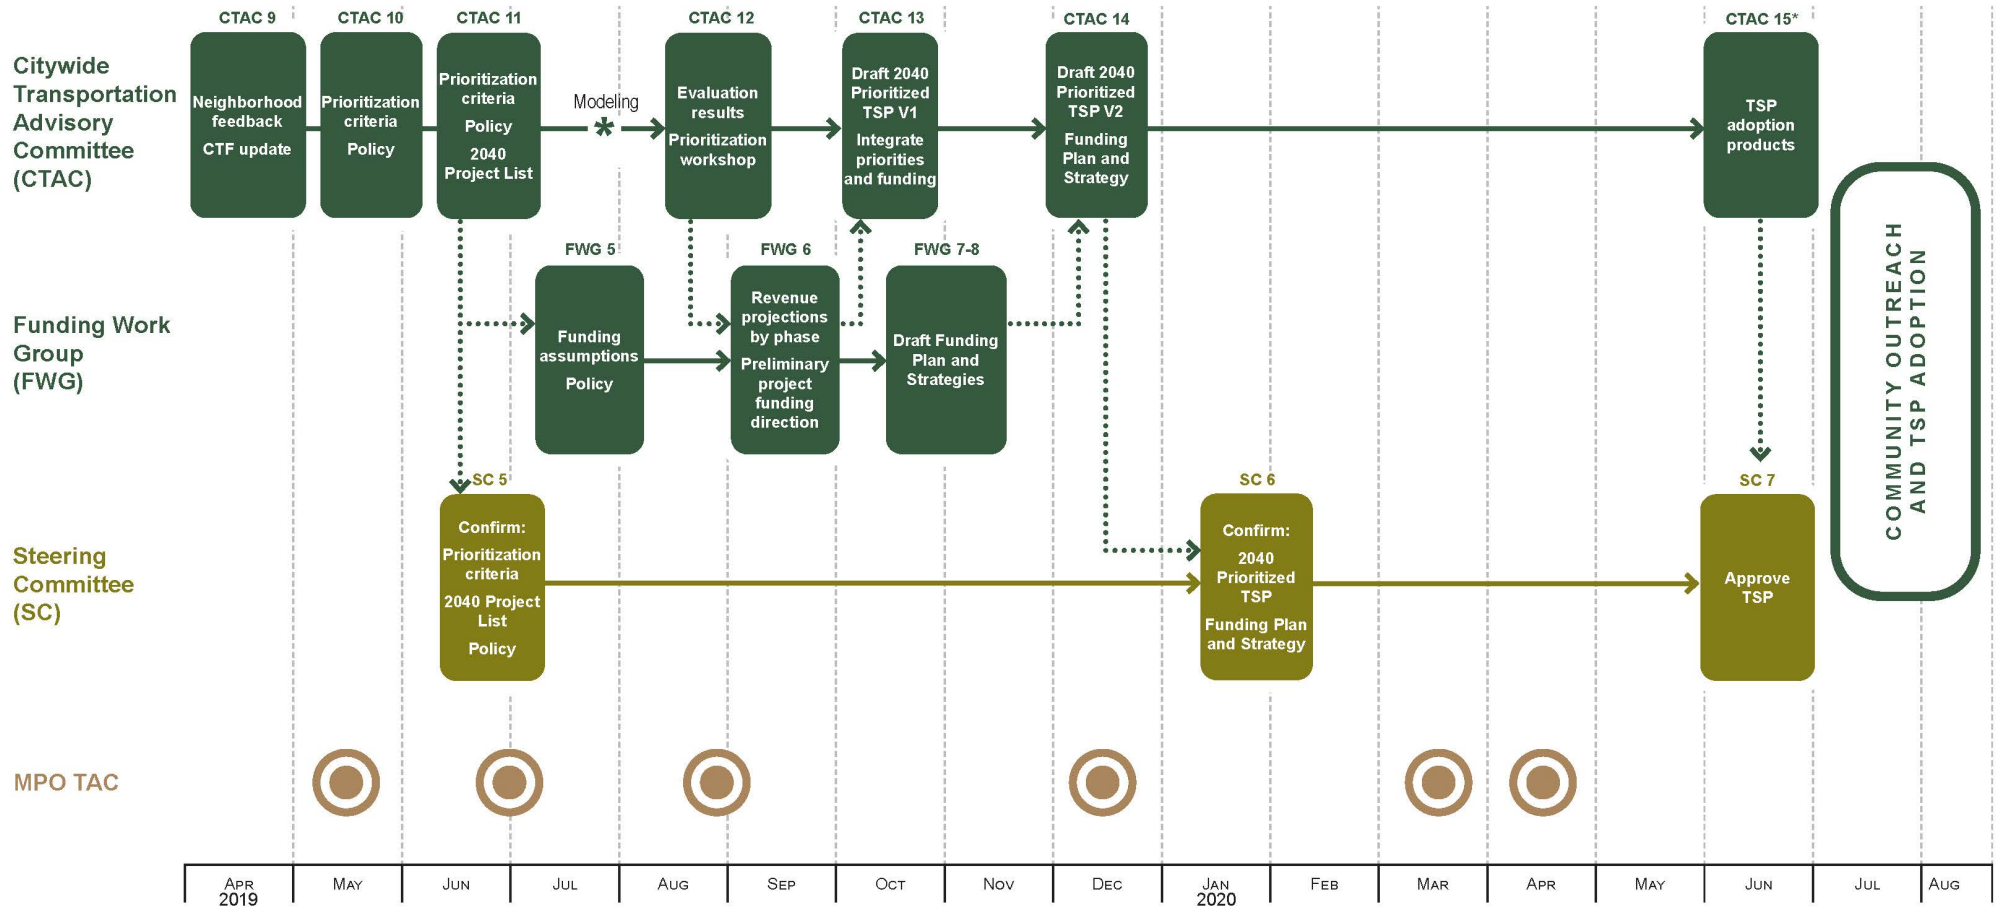 CTAC 9
CTAC 10
CTAC 11
CTAC 12
CTAC 13
CTAC 14
CTAC 15*
Citywide
Transportation
Advisory
Committee
(CTAC)
Neighborhood
feedback
CTF update
Prioritization
criteria
Policy
Prioritization
criteria
Policy
2040
Project List
Modeling
*
Evaluation
results
Prioritization
workshop
Draft 2040
Prioritized
TSP V1
Integrate
priorities
and funding
Draft 2040
Prioritized
TSP V2
Funding
Plan and
Strategy
TSP
adoption
products
FWG 5
FWG 6
FWG 7-8
Funding Work
Group
(FWG)
Funding
assumptions
Policy
Revenue
projections
by phase
Preliminary
project
funding
direction
Draft Funding
Plan and
Strategies
COMMUNITY OUTREACH
AND TSP ADOPTION
SC 5
SC 6
SC 7
Steering
Committee
(SC)
Confirm:
Prioritization
criteria
2040 Project
List
Policy
Confirm:
2040
Prioritized
TSP
Funding Plan
and Strategy
Approve
TSP
MPO TAC
APR
2019
MAY
JUN
JUL
AUG
SEP
OCT
NOV
DEC
JAN
2020
FEB
MAR
APR
MAY
JUN
JUL
AUG